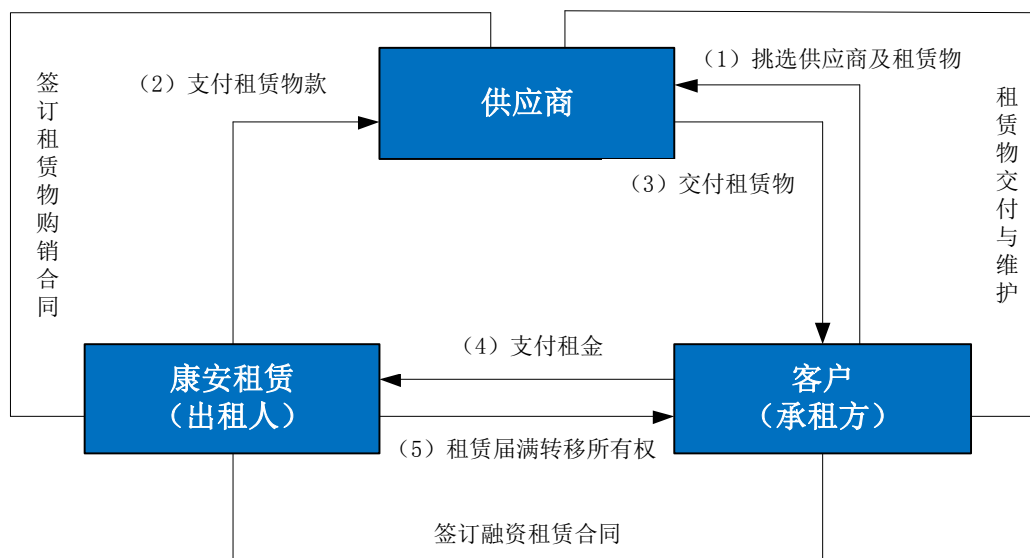 （1）挑选供应商及租赁物
（2）支付租赁物款
供应商
签订租赁物购销合同
租赁物交付与维护
（3）交付租赁物
（4）支付租金
康安租赁
（出租人）
客户
（承租方）
（5）租赁届满转移所有权
签订融资租赁合同